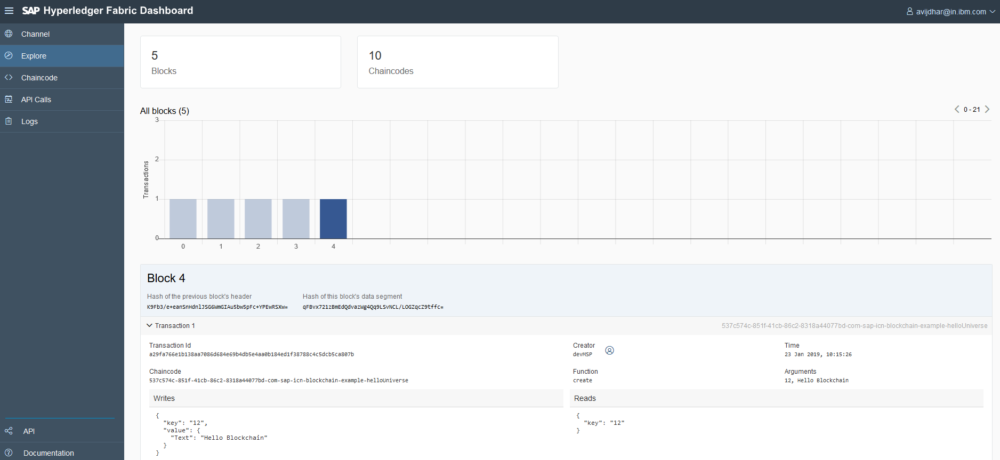 SAP Hyperledger Fabric Dashboard
avijdhar@in.ibm.com
Channel
Explore
Chaincode
API Calls
Logs
API
Documentation
5
Blocks
10
Chaincodes
All blocks (5)
0 - 21
Transactions
3
2
1
0
0 1 2 3 4
Block 4
Hash of the previous block's header
K9Fb3/e+eanSnHdnlJSG6WmGIAu5bw5pFc+YPEwRSXw=
Hash of this block's data segment
qFBvx721zBmEdQdvazWg4Qq9LSvNCL/LOGZqcZ9tffc=
Transaction 1
537c574c-851f-41cb-86c2-8318a44077bd-com-sap-icn-blockchain-example-helloUniverse
Transaction Id
a29fa766e1b138aa7086d684e69b4db5e4aa0b184ed1f38788c4c5dcb5ca807b
Creator
devMSP
Time
23 Jan 2019, 10:15:26
Chaincode
537c574c-851f-41cb-86c2-8318a44077bd-com-sap-icn-blockchain-example-helloUniverse
Function
create
Arguments
12, Hello Blockchain
Writes
{
"key": "12",
"value": {
"Text": "Hello Blockchain"
}
}
Reads
{
"key": "12"
}